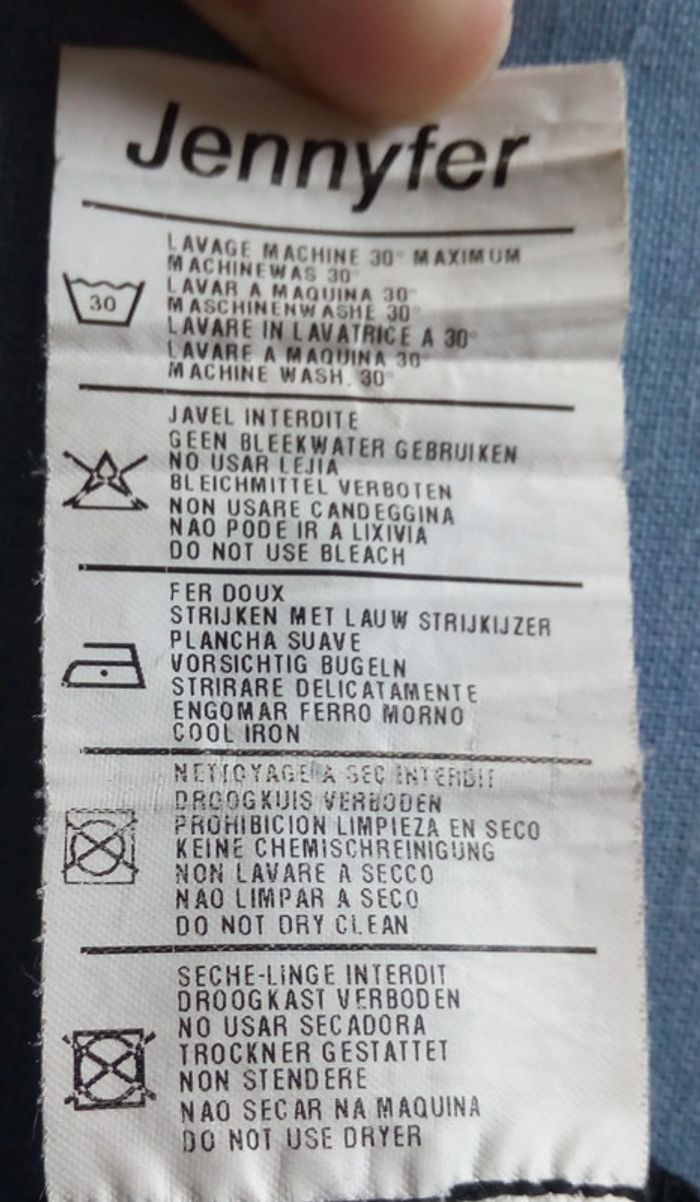 Jennyfer
30
LAVAGE MACHINE 30° MAXIMUM
MACHINEWAS 30°
LAVAR A MAQUINA 30°
MASCHINENWASHE 30°
LAVARE IN LAVATRICE A 30°
LAVARE A MAQUINA 30°
MACHINE WASH. 30°
JAVEL INTERDITE
GEEN BLEEKWATER GEBRUIKEN
NO USAR LEJIA
BLEICHMITTEL VERBOTEN
NON USARE CANDEGGINA
NAO PODE IR A LIXIVIA
DO NOT USE BLEACH
FER DOUX
STRIJKEN MET LAUW STRIJKIJZER
PLANCHA SUAVE
VORSICHTIG BUGELN
STRIRARE DELICATAMENTE
ENGOMAR FERRO MORNO
COOL IRON
NETTOYAGE A SEC INTERDIT
DROOGKUIS VERBODEN
PROHIBICION LIMPIEZA EN SECO
KEINE CHEMISCHREINIGUNG
NON LAVARE A SECCO
NAO LIMPAR A SECO
DO NOT DRY CLEAN
SECHE-LINGE INTERDIT
DROOGKAST VERBODEN
NO USAR SECADORA
TROCKNER GESTATTET
NON STENDERE
NAO SECAR NA MAQUINA
DO NOT USE DRYER